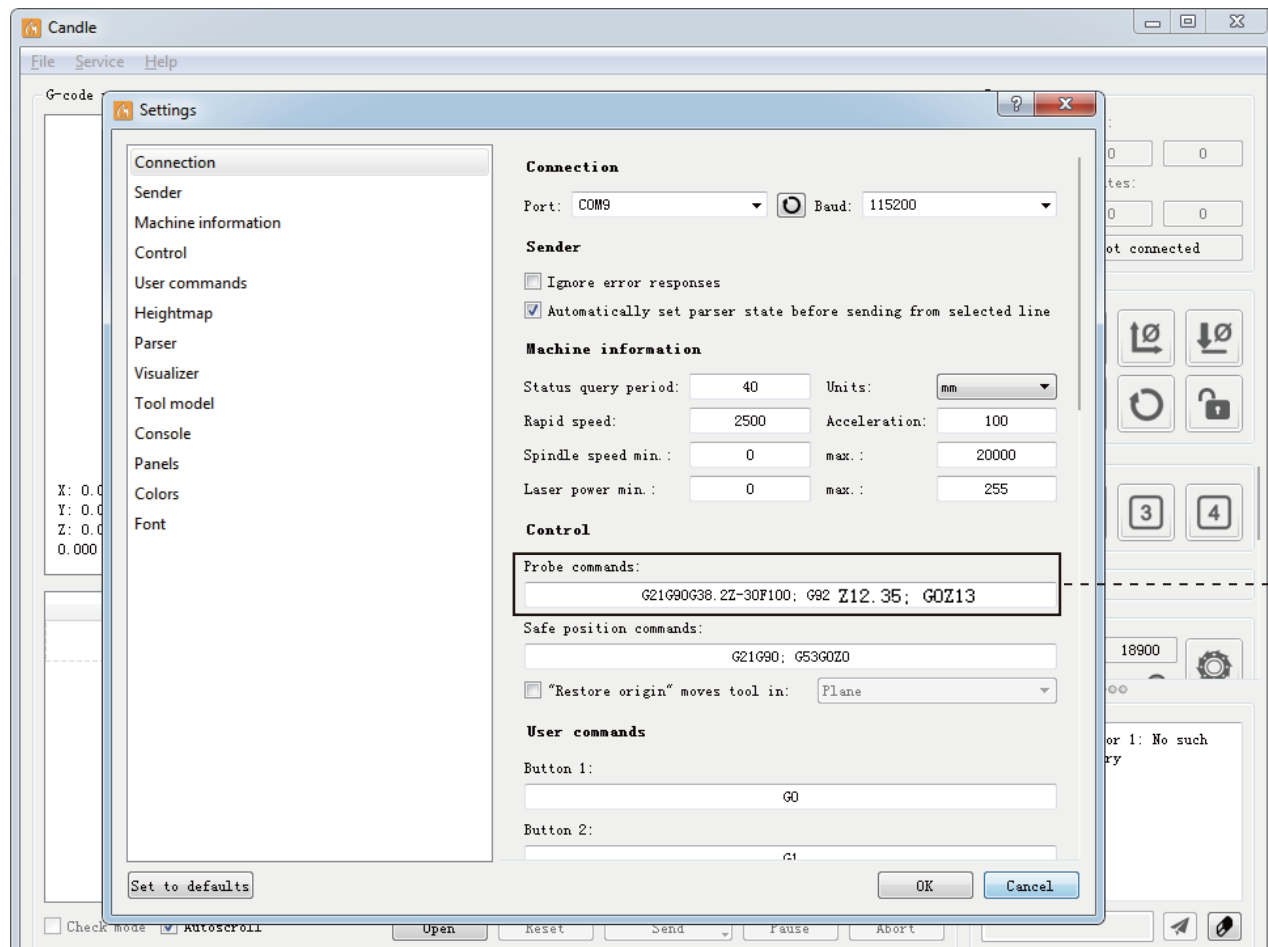 Candle
File Service Help
G-code
Settings
Connection
Sender
Machine information
Control
User commands
Heightmap
Parser
Visualizer
Tool model
Console
Panels
Colors
Font
Connection
Port: COM9 Baud: 115200
Sender
Ignore error responses
Automatically set parser state before sending from selected line
Machine information
Status query period: 40 Units: mm
Rapid speed: 2500 Acceleration: 100
Spindle speed min.: 0 max.: 20000
Laser power min.: 0 max.: 255
Control
Probe commands:
G21G90G38.2Z-30F100; G92 Z12.35; G0Z13
Safe position commands:
G21G90; G53G0Z0
"Restore origin" moves tool in: Plane
User commands
Button 1:
G0
Button 2:
G1
Set to defaults OK Cancel
X: 0.0
Y: 0.0
Z: 0.0
0.000
0 0
tes:
0 0
ot connected
3 4
18900
or 1: No such
ry
Check mode Autoscroll Open Reset Send Pause Abort